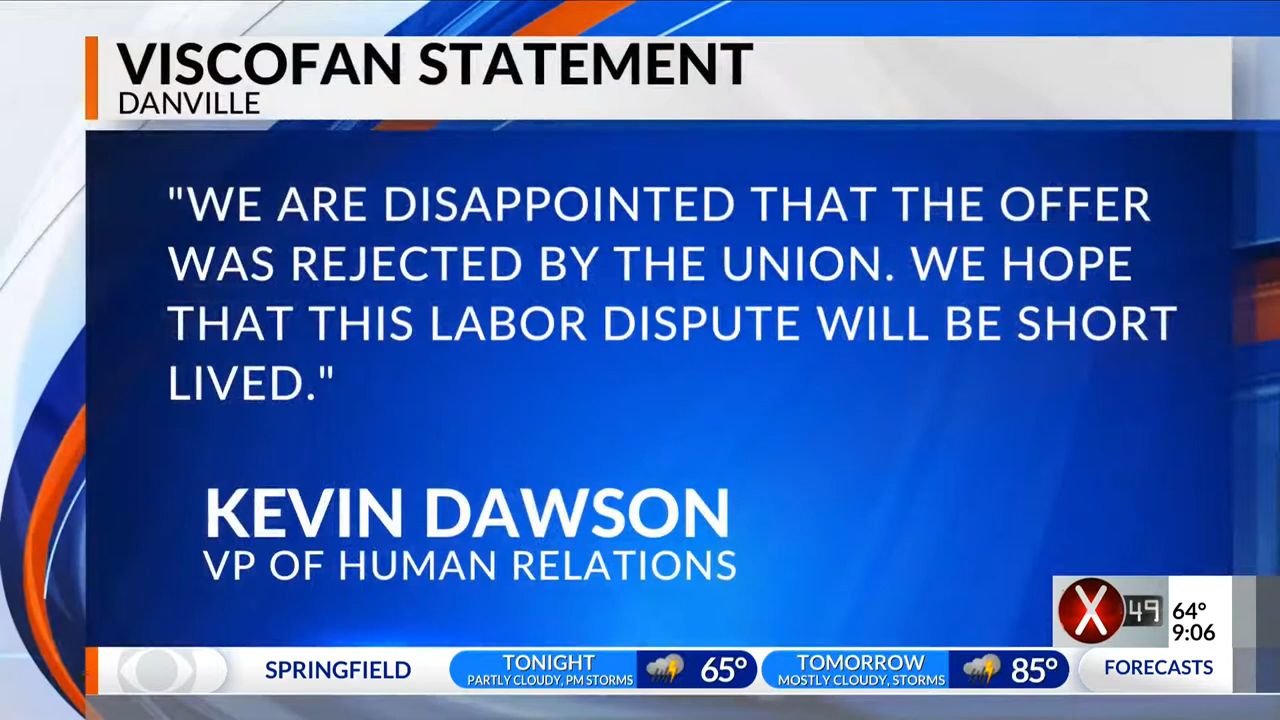 VISCOFAN STATEMENT
DANVILLE
"WE ARE DISAPPOINTED THAT THE OFFER
WAS REJECTED BY THE UNION. WE HOPE
THAT THIS LABOR DISPUTE WILL BE SHORT
LIVED."
KEVIN DAWSON
VP OF HUMAN RELATIONS
X 49 64°
9:06
SPRINGFIELD
TONIGHT
PARTLY CLOUDY, PM STORMS
65°
TOMORROW
MOSTLY CLOUDY, STORMS
85°
FORECASTS